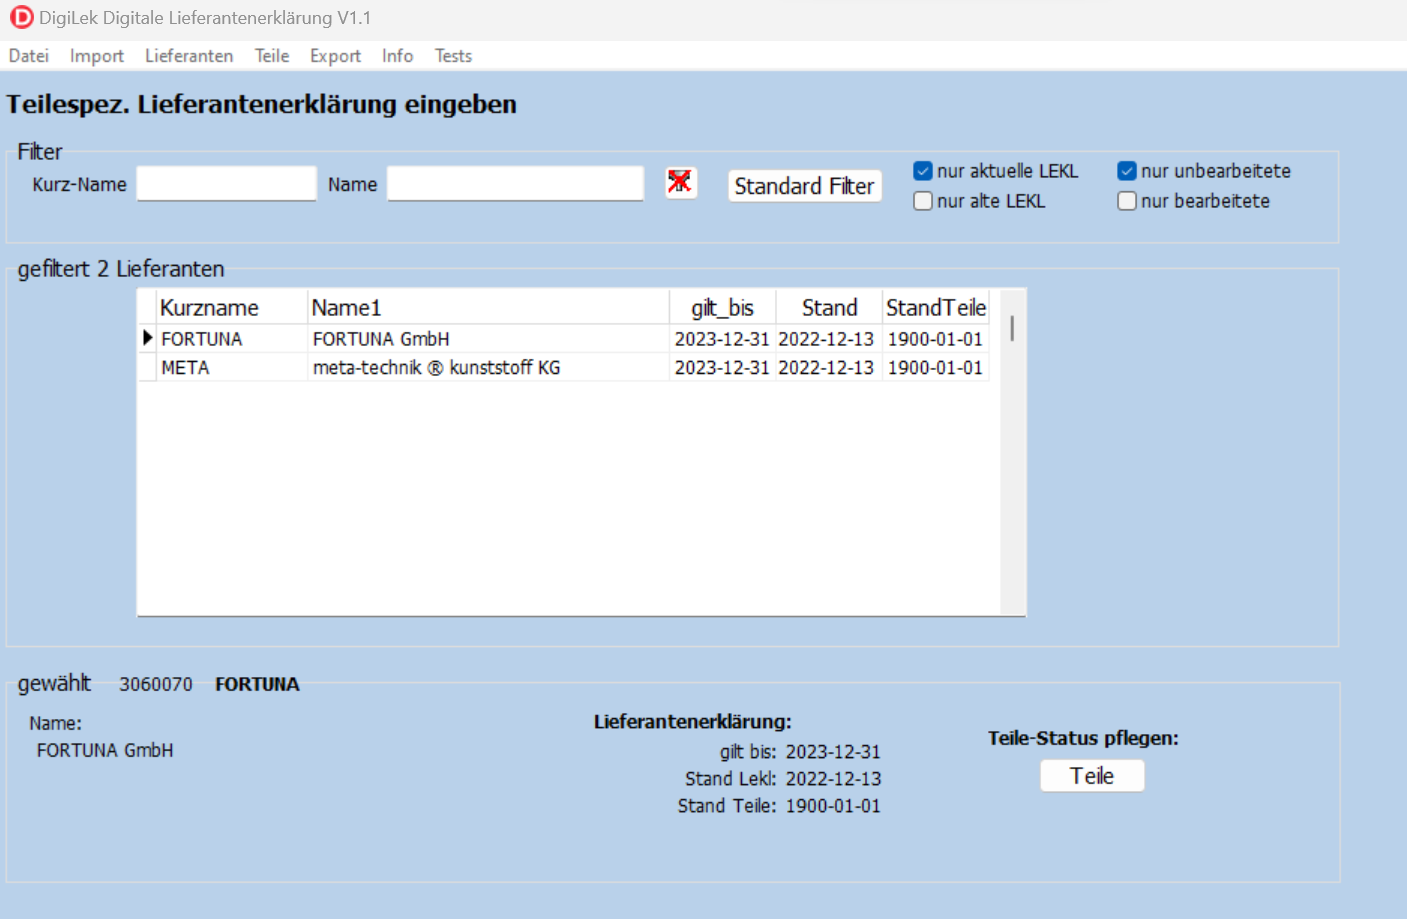 DigiLek Digitale Lieferantenerklärung V1.1
Datei Import Lieferanten Teile Export Info Tests
Teilespez. Lieferantenerklärung eingeben
Filter
Kurz-Name Name Standard Filter
nur aktuelle LEKL nur unbearbeitete
nur alte LEKL nur bearbeitete
gefiltert 2 Lieferanten
Kurzname Name1 gilt_bis Stand StandTeile
FORTUNA FORTUNA GmbH 2023-12-31 2022-12-13 1900-01-01
META meta-technik ® kunststoff KG 2023-12-31 2022-12-13 1900-01-01
gewählt 3060070 FORTUNA
Name:
FORTUNA GmbH
Lieferantenerklärung:
gilt bis: 2023-12-31
Stand Lekl: 2022-12-13
Stand Teile: 1900-01-01
Teile-Status pflegen:
Teile